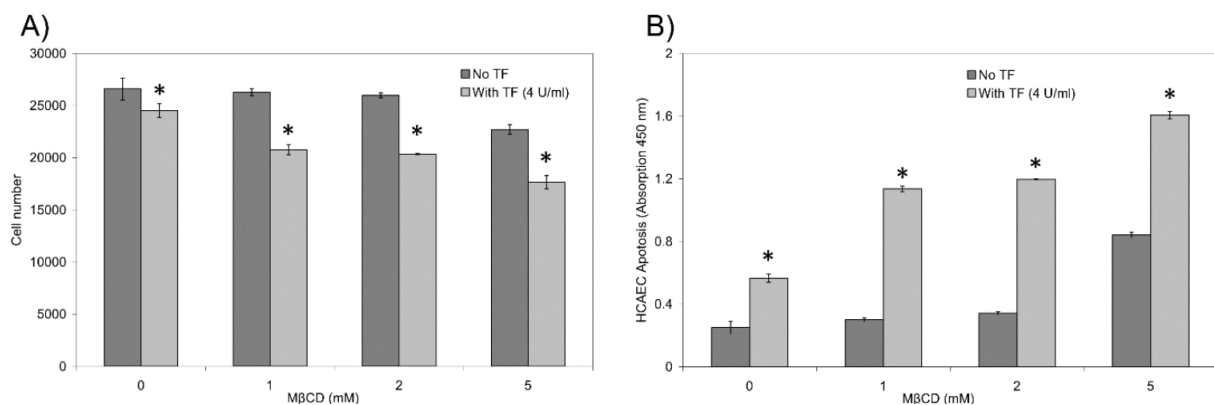 A)
30000
25000
20000
15000
10000
5000
0
Cell number
No TF
With TF (4 U/ml)
*
*
*
*
0 1 2 5
MβCD (mM)
B)
2
1.6
1.2
0.8
0.4
0.0
HCAEC Apotosis (Absorption 450 nm)
No TF
With TF (4 U/ml)
*
*
*
*
0 1 2 5
MβCD (mM)